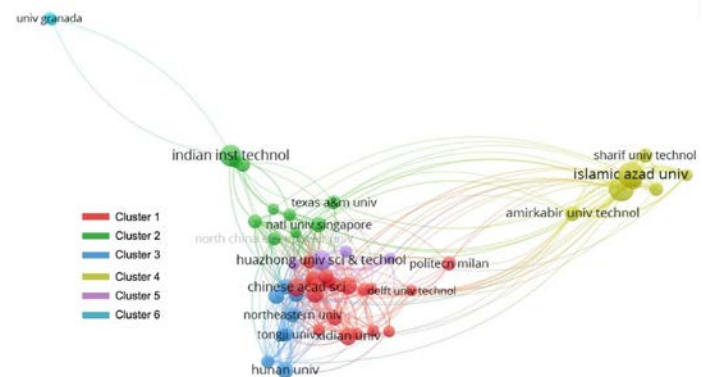 univ granada
indian inst technol
sharif univ technol
islamic azad univ
texas a&m univ
amirkabir univ technol
natl univ singapore
huazhong univ sci & technol
politecn milan
chinese acad sci
delft univ technol
northeastern univ
tongji univ
xidian univ
hunan univ
Cluster 1
Cluster 2
Cluster 3
Cluster 4
Cluster 5
Cluster 6